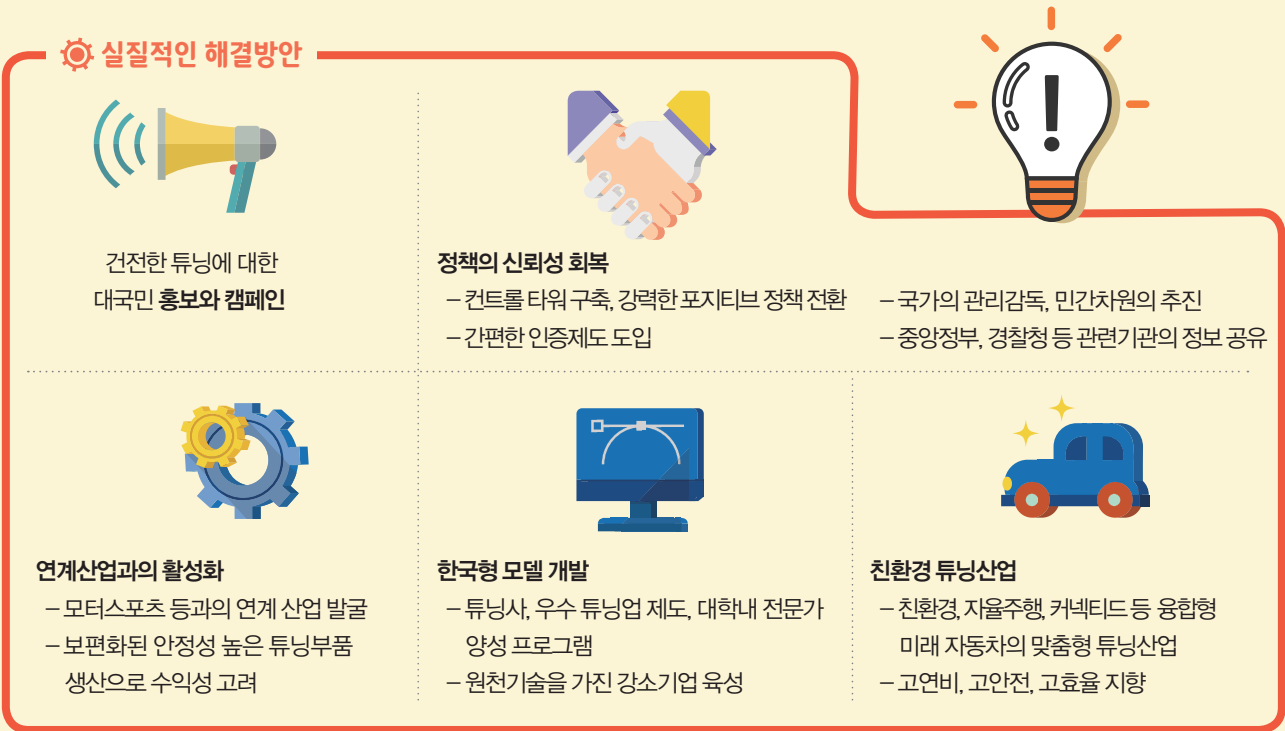 실질적인 해결방안
건전한 튜닝에 대한
대국민 홍보와 캠페인
정책의 신뢰성 회복
– 컨트롤 타워 구축, 강력한 포지티브 정책 전환
– 간편한 인증제도 도입
– 국가의 관리감독, 민간차원의 추진
– 중앙정부, 경찰청 등 관련기관의 정보 공유
연계산업과의 활성화
– 모터스포츠 등과의 연계 산업 발굴
– 보편화된 안정성 높은 튜닝부품
생산으로 수익성 고려
한국형 모델 개발
– 튜닝사, 우수 튜닝업 제도, 대학내 전문가
양성 프로그램
– 원천기술을 가진 강소기업 육성
친환경 튜닝산업
– 친환경, 자율주행, 커넥티드 등 융합형
미래 자동차의 맞춤형 튜닝산업
– 고연비, 고안전, 고효율 지향